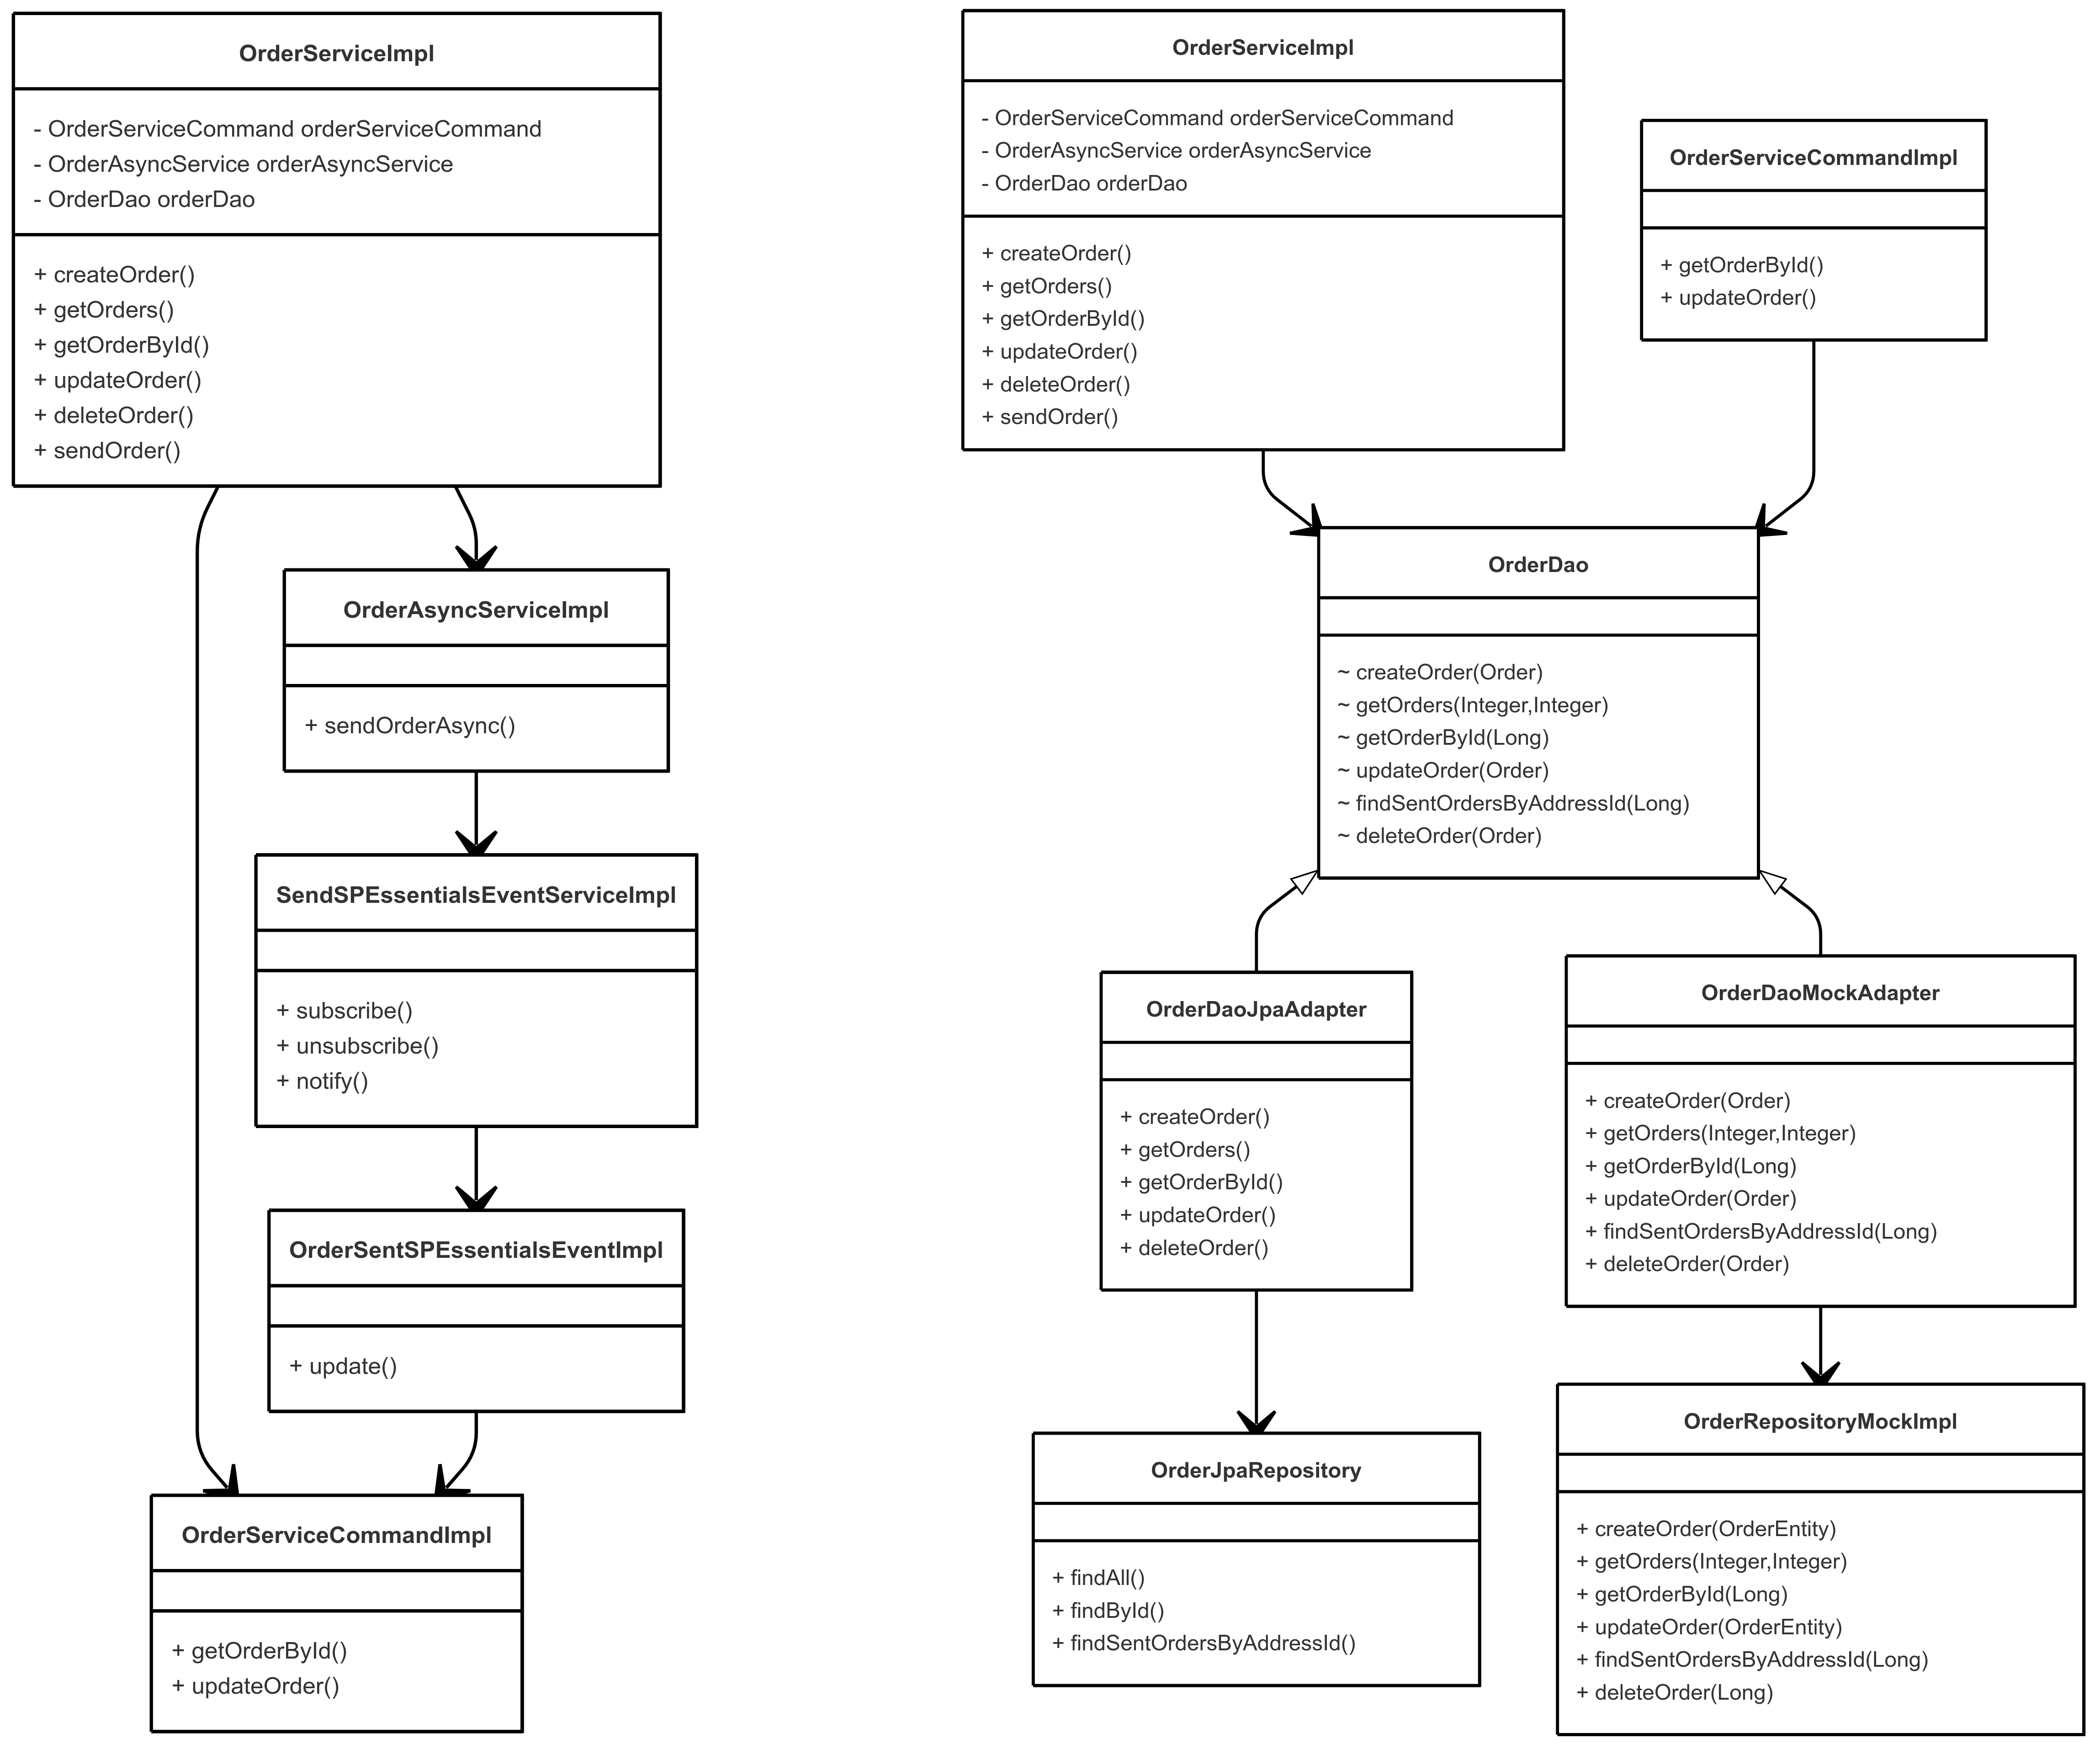 OrderServiceImpl
- OrderServiceCommand orderServiceCommand
- OrderAsyncService orderAsyncService
- OrderDao orderDao
+ createOrder()
+ getOrders()
+ getOrderById()
+ updateOrder()
+ deleteOrder()
+ sendOrder()
OrderAsyncServiceImpl
+ sendOrderAsync()
SendSPEssentialsEventServiceImpl
+ subscribe()
+ unsubscribe()
+ notify()
OrderSentSPEssentialsEventImpl
+ update()
OrderServiceCommandImpl
+ getOrderById()
+ updateOrder()
OrderServiceImpl
- OrderServiceCommand orderServiceCommand
- OrderAsyncService orderAsyncService
- OrderDao orderDao
+ createOrder()
+ getOrders()
+ getOrderById()
+ updateOrder()
+ deleteOrder()
+ sendOrder()
OrderServiceCommandImpl
+ getOrderById()
+ updateOrder()
OrderDao
~ createOrder(Order)
~ getOrders(Integer,Integer)
~ getOrderById(Long)
~ updateOrder(Order)
~ findSentOrdersByAddressId(Long)
~ deleteOrder(Order)
OrderDaoJpaAdapter
+ createOrder()
+ getOrders()
+ getOrderById()
+ updateOrder()
+ deleteOrder()
OrderDaoMockAdapter
+ createOrder(Order)
+ getOrders(Integer,Integer)
+ getOrderById(Long)
+ updateOrder(Order)
+ findSentOrdersByAddressId(Long)
+ deleteOrder(Order)
OrderJpaRepository
+ findAll()
+ findById()
+ findSentOrdersByAddressId()
OrderRepositoryMockImpl
+ createOrder(OrderEntity)
+ getOrders(Integer,Integer)
+ getOrderById(Long)
+ updateOrder(OrderEntity)
+ findSentOrdersByAddressId(Long)
+ deleteOrder(Long)